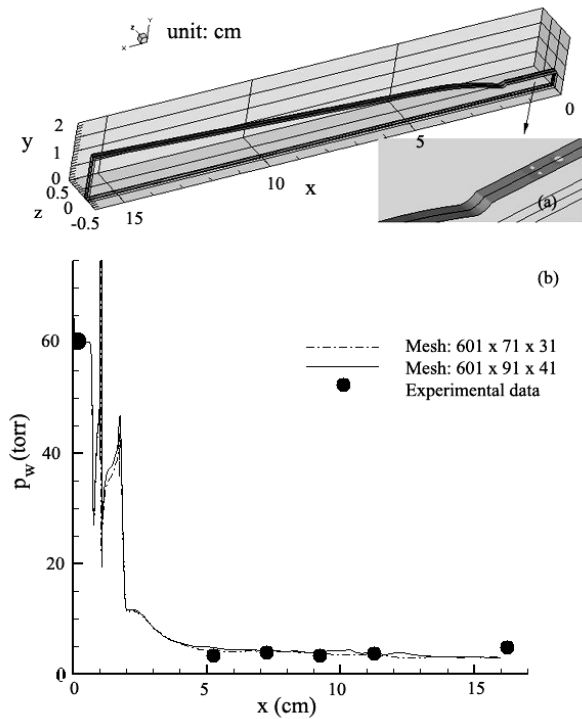 unit: cm
z
Y
X
y
2
1
0
0.5
0
-0.5
z
15
10
x
5
0
(a)
(b)
60
40
20
0
p_w (torr)
Mesh: 601 x 71 x 31
Mesh: 601 x 91 x 41
Experimental data
0
5
10
15
x (cm)